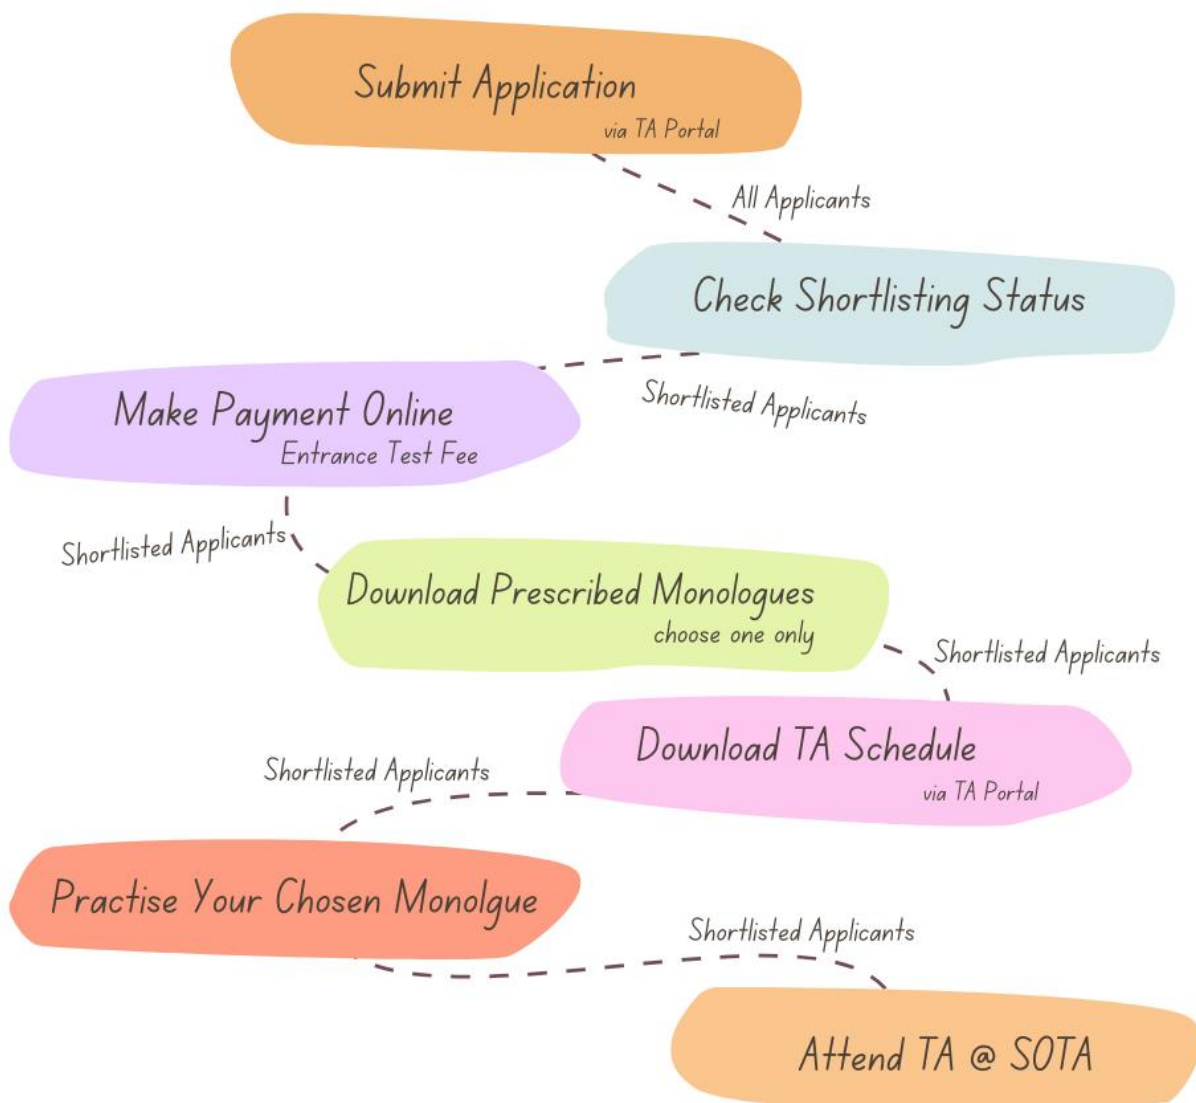 Submit Application
via TA Portal
All Applicants
Check Shortlisting Status
Shortlisted Applicants
Make Payment Online
Entrance Test Fee
Shortlisted Applicants
Download Prescribed Monologues
choose one only
Shortlisted Applicants
Download TA Schedule
via TA Portal
Shortlisted Applicants
Practise Your Chosen Monolgue
Shortlisted Applicants
Attend TA @ SOTA